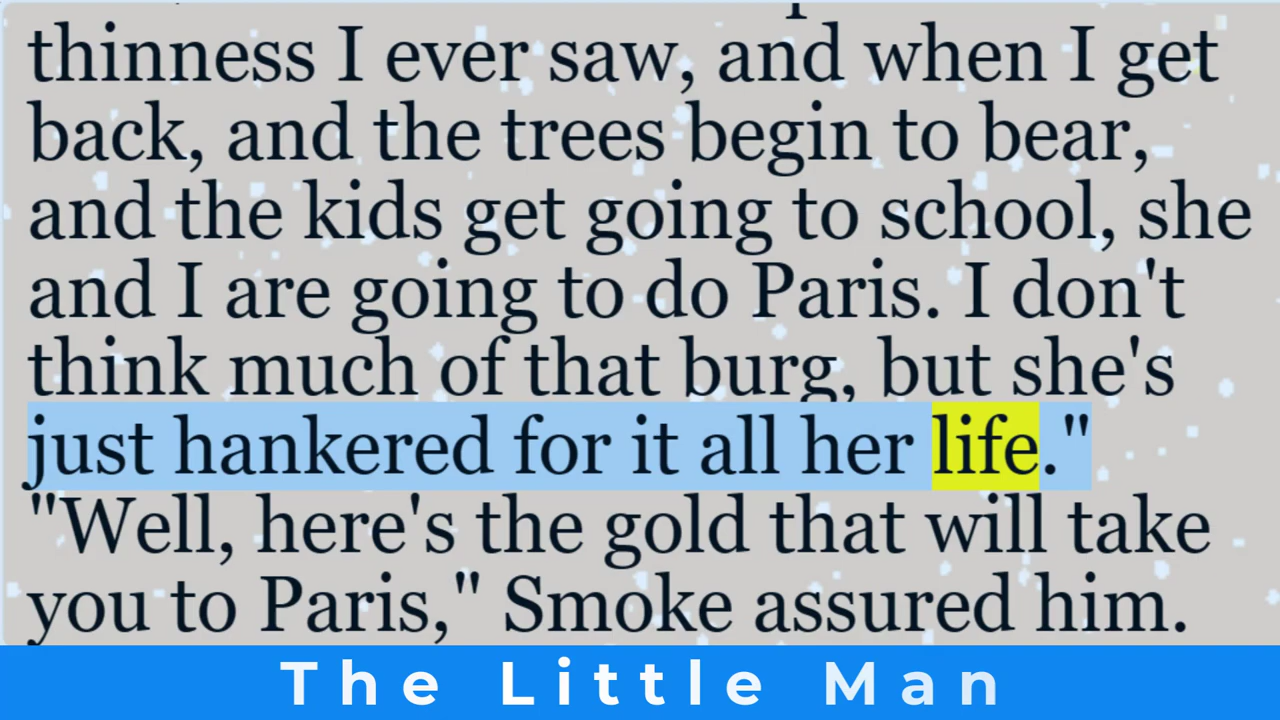 thinness I ever saw, and when I get
back, and the trees begin to bear,
and the kids get going to school, she
and I are going to do Paris. I don't
think much of that burg, but she's
just hankered for it all her life."
"Well, here's the gold that will take
you to Paris," Smoke assured him.
The Little Man